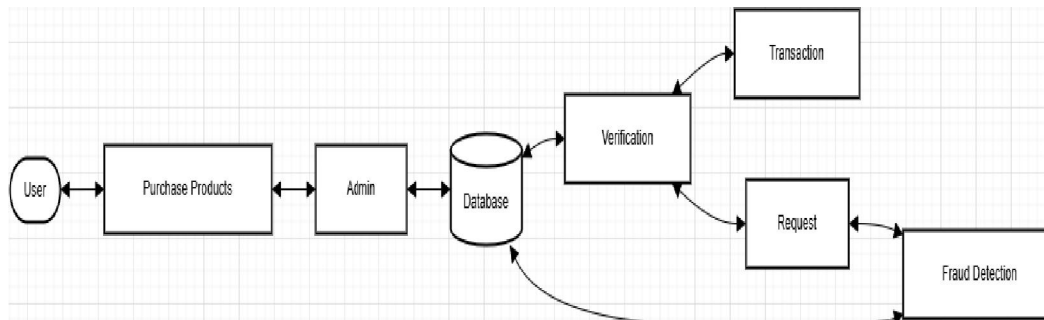 Transaction
Verification
User
Purchase Products
Admin
Database
Request
Fraud Detection